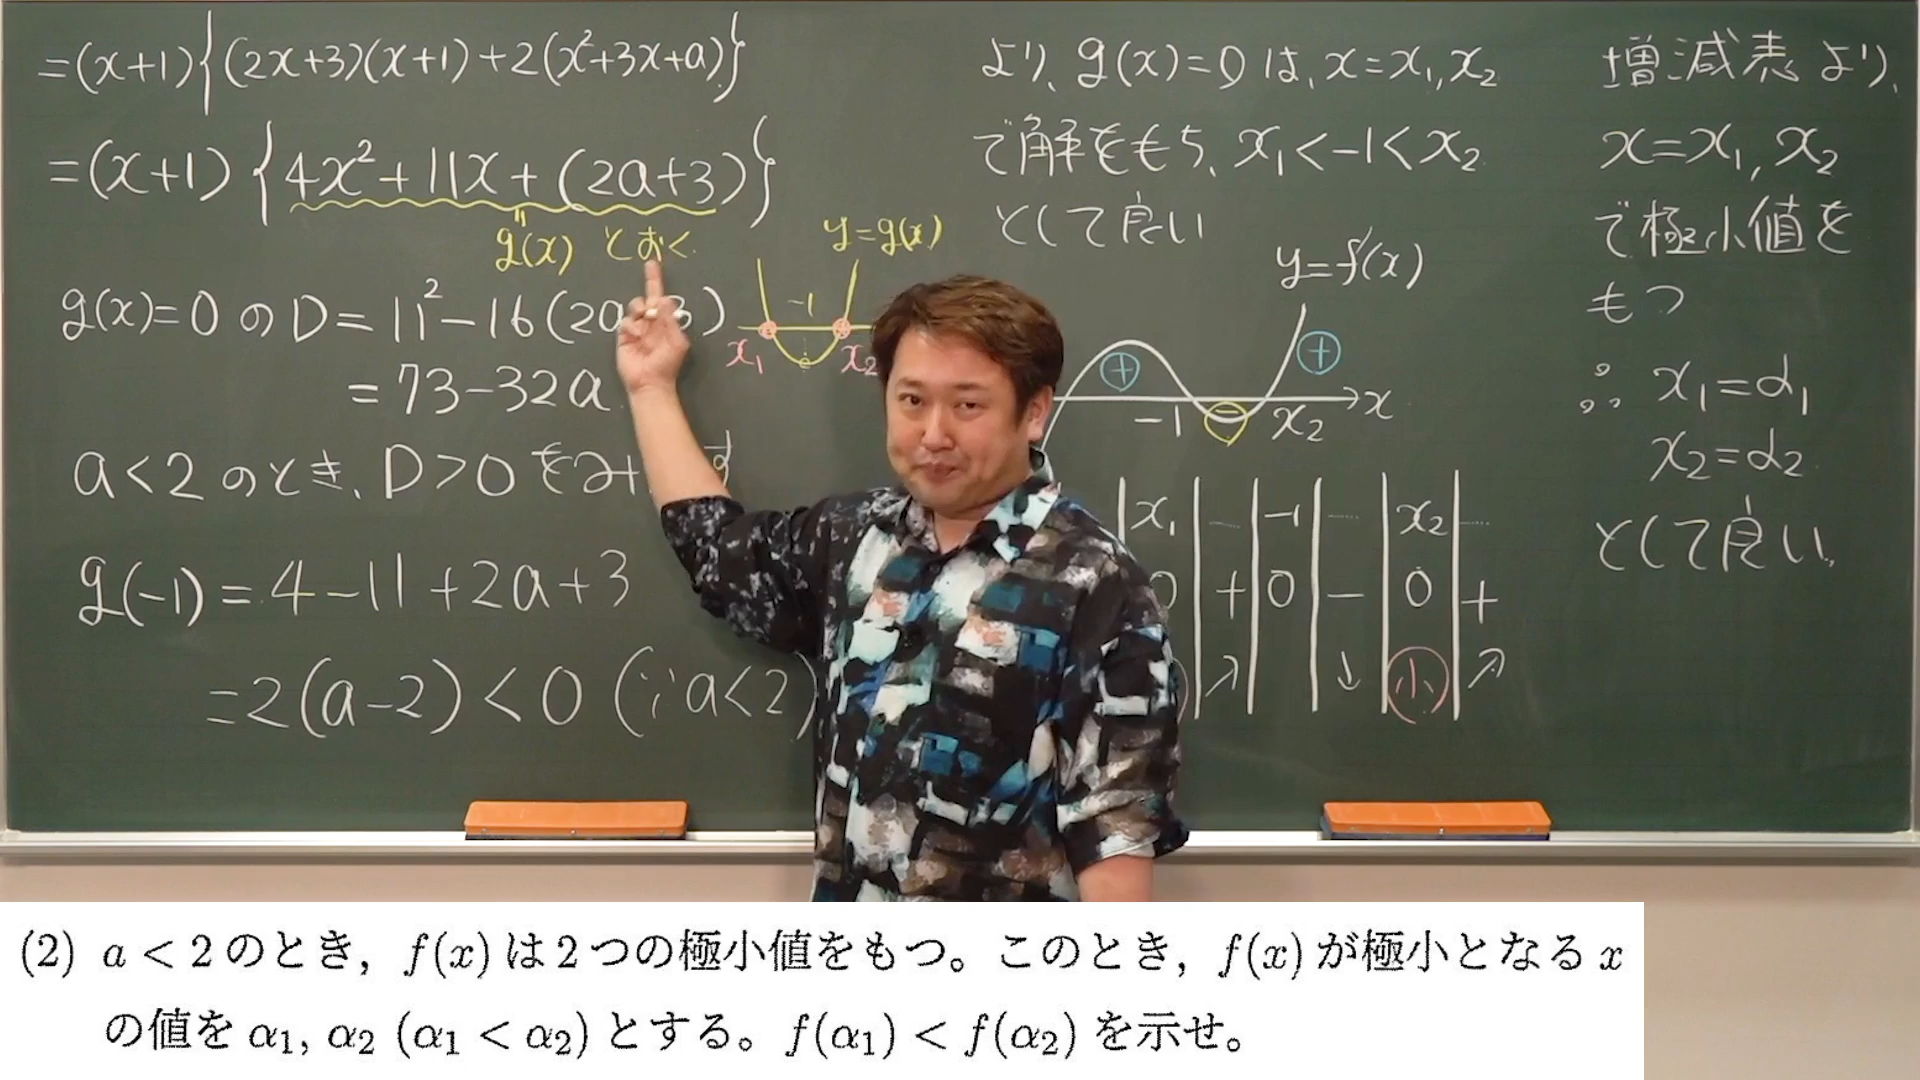 =(x+1){(2x+3)(x+1)+2(x²+3x+a)}
=(x+1){4x²+11x+(2a+3)}
g(x) とおく
g(x)=0 の D=11²-16(2a 3)
=73-32a
a<2 のとき、D>0 を
g(-1)=4-11+2a+3
=2(a-2)<0 (∵a<2)
y=g(x)
-1
x₁ x₂
より、g(x)=0は、x=x₁,x₂
で解をもち、x₁<-1<x₂
として良い
y=f'(x)
+ +
-1 − x₂ x
x₁ … -1 … x₂ …
0 + 0 − 0 +
↗ ↘ 小 ↗
増減表より、
x=x₁,x₂
で極小値を
もつ
∴ x₁=α₁
x₂=α₂
として良い。
(2) a < 2 のとき, f(x) は 2 つの極小値をもつ。このとき, f(x) が極小となる x
の値を α₁, α₂ (α₁ < α₂) とする。f(α₁) < f(α₂) を示せ。